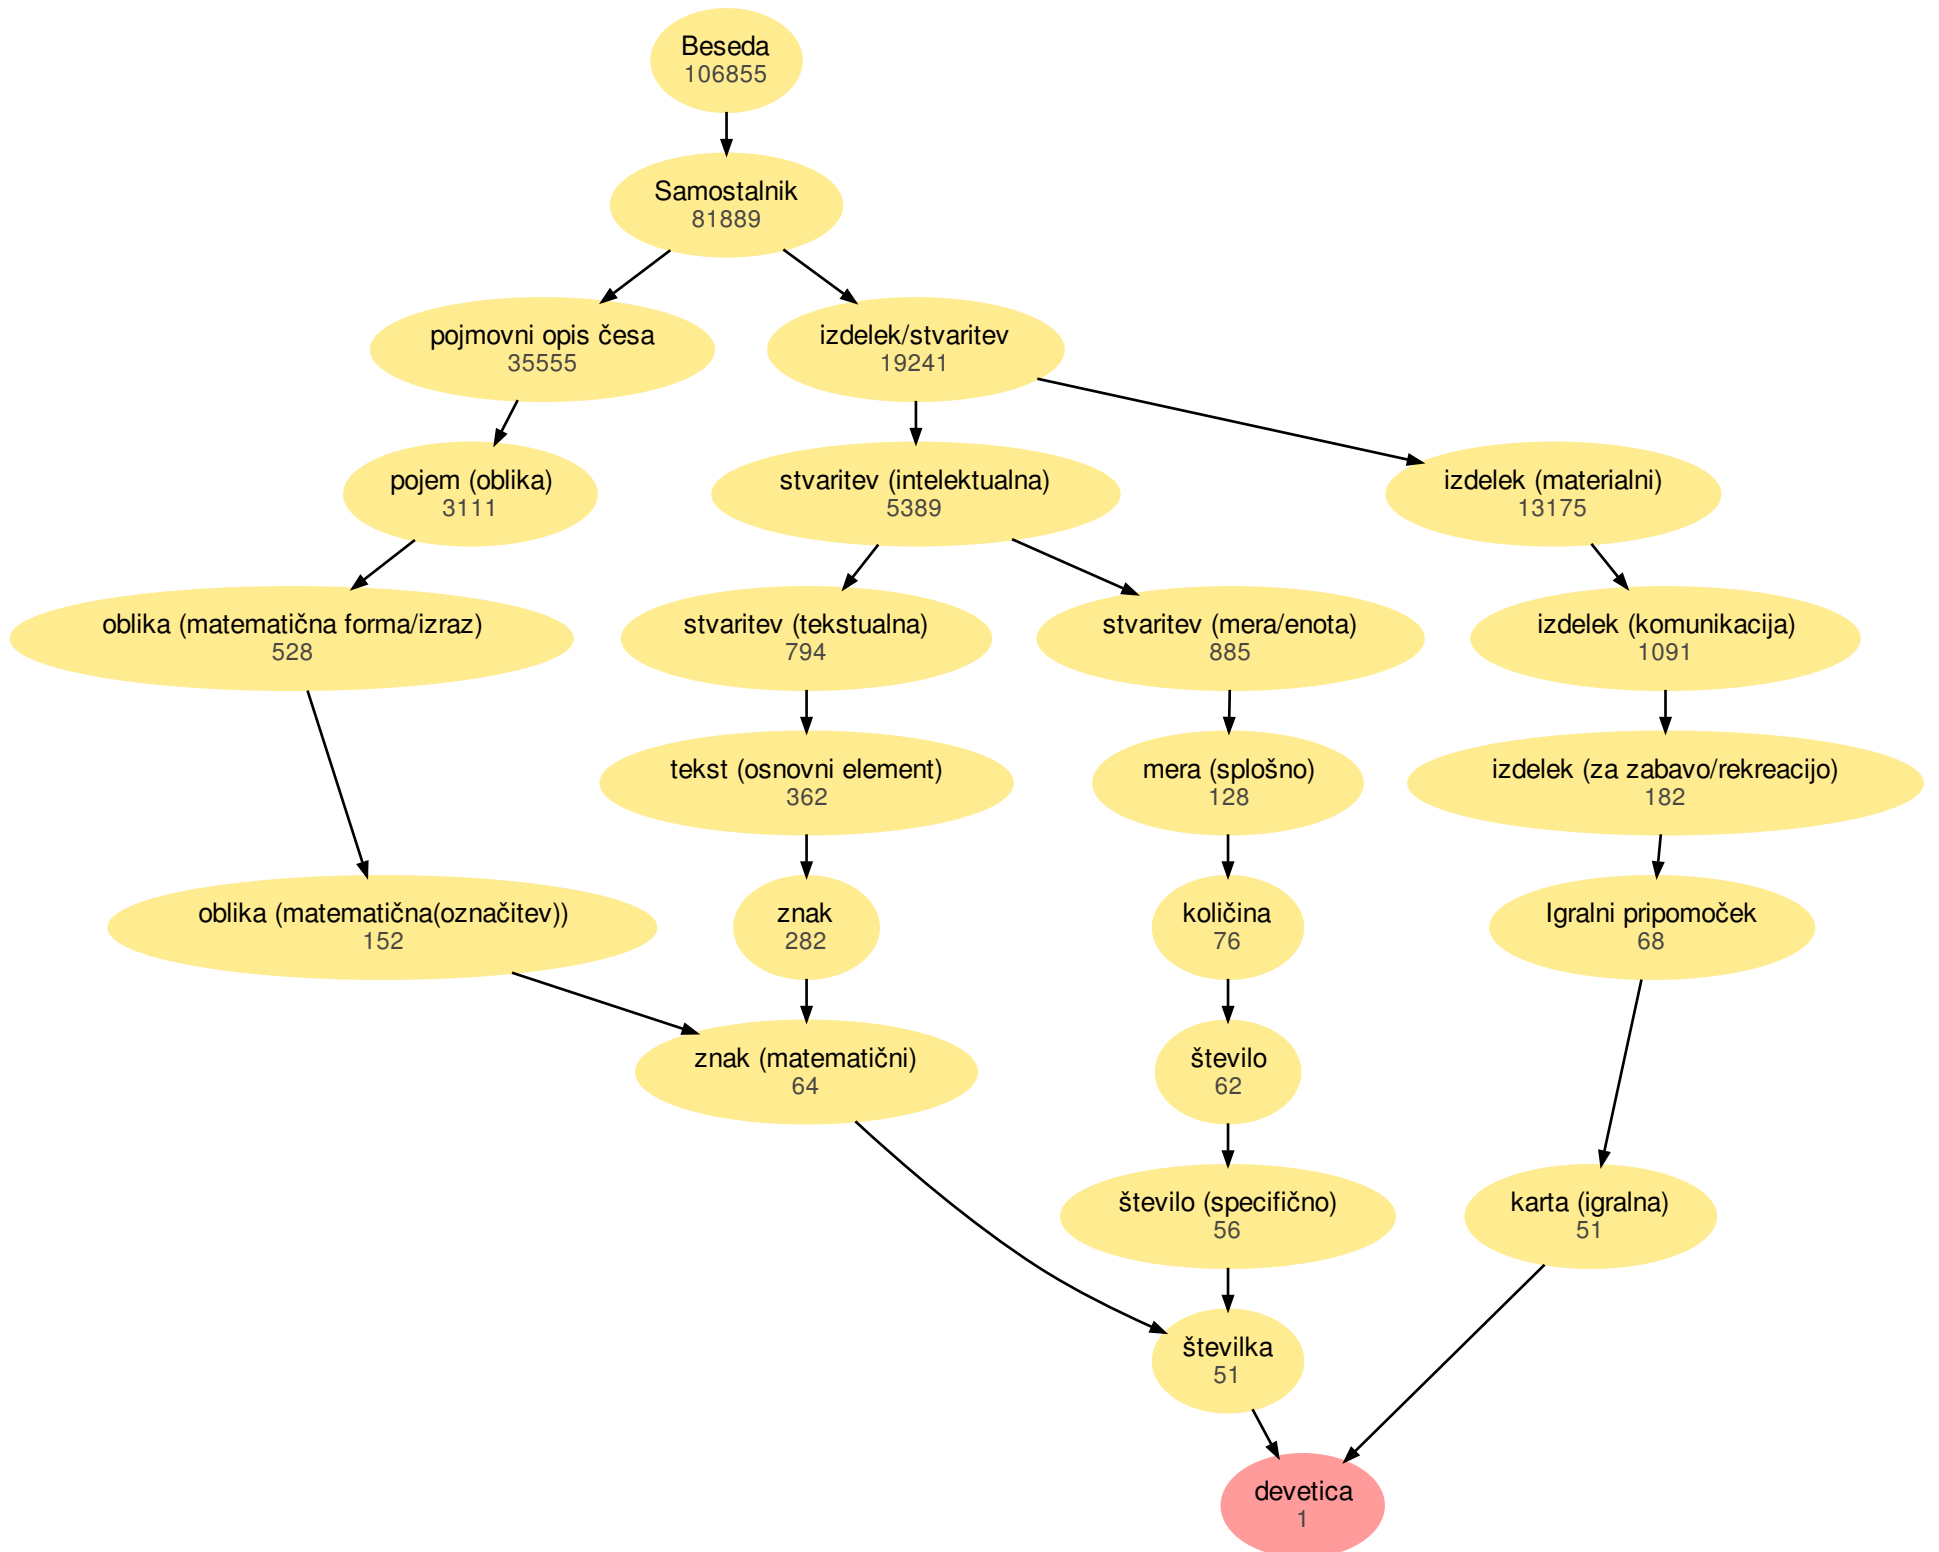 Beseda
106855
Samostalnik
81889
pojmovni opis česa
35555
izdelek/stvaritev
19241
pojem (oblika)
3111
stvaritev (intelektualna)
5389
izdelek (materialni)
13175
oblika (matematična forma/izraz)
528
stvaritev (tekstualna)
794
stvaritev (mera/enota)
885
izdelek (komunikacija)
1091
tekst (osnovni element)
362
mera (splošno)
128
izdelek (za zabavo/rekreacijo)
182
oblika (matematična(označitev))
152
znak
282
količina
76
Igralni pripomoček
68
znak (matematični)
64
število
62
število (specifično)
56
karta (igralna)
51
številka
51
devetica
1